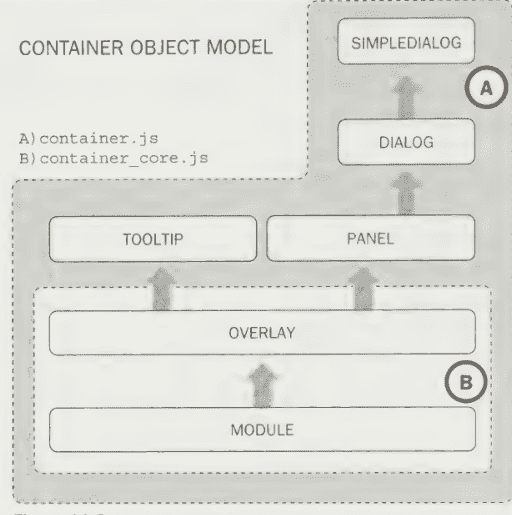 CONTAINER OBJECT MODEL
SIMPLEDIALOG
A
A)container.js
B)container_core.js
DIALOG
TOOLTIP
PANEL
OVERLAY
B
MODULE